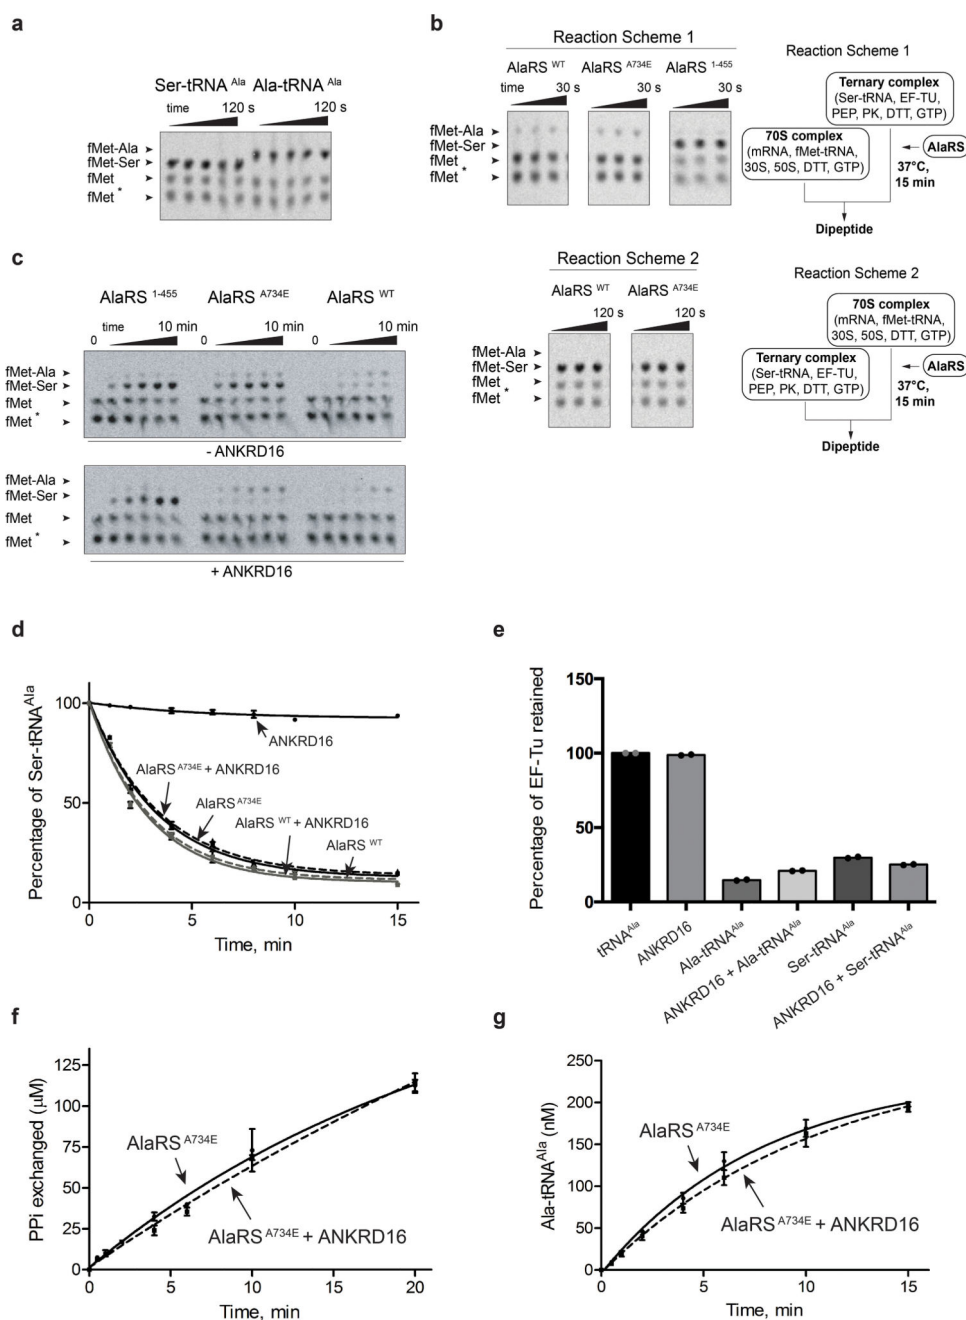 a
Ser-tRNA Ala Ala-tRNA Ala
time 120 s 120 s
fMet-Ala
fMet-Ser
fMet
fMet *
b
Reaction Scheme 1
AlaRS WT AlaRS A734E AlaRS 1-455
time 30 s 30 s 30 s
fMet-Ala
fMet-Ser
fMet
fMet *
Reaction Scheme 1
Ternary complex
(Ser-tRNA, EF-TU,
PEP, PK, DTT, GTP)
70S complex
(mRNA, fMet-tRNA,
30S, 50S, DTT, GTP)
AlaRS
37°C,
15 min
Dipeptide
Reaction Scheme 2
AlaRS WT AlaRS A734E
120 s 120 s
fMet-Ala
fMet-Ser
fMet
fMet *
Reaction Scheme 2
70S complex
(mRNA, fMet-tRNA,
30S, 50S, DTT, GTP)
Ternary complex
(Ser-tRNA, EF-TU,
PEP, PK, DTT, GTP)
AlaRS
37°C,
15 min
Dipeptide
c
AlaRS 1-455 AlaRS A734E AlaRS WT
0 time 10 min 0 10 min 0 10 min
fMet-Ala
fMet-Ser
fMet
fMet *
- ANKRD16
fMet-Ala
fMet-Ser
fMet
fMet *
+ ANKRD16
d
Percentage of Ser-tRNA Ala
100
50
0
0 5 10 15
Time, min
ANKRD16
AlaRS A734E + ANKRD16
AlaRS A734E
AlaRS WT + ANKRD16
AlaRS WT
e
Percentage of EF-Tu retained
150
100
50
0
tRNA Ala
ANKRD16
Ala-tRNA Ala
ANKRD16 + Ala-tRNA Ala
Ser-tRNA Ala
ANKRD16 + Ser-tRNA Ala
f
PPi exchanged (μM)
125
100
75
50
25
0
0 5 10 15 20
Time, min
AlaRS A734E
AlaRS A734E + ANKRD16
g
Ala-tRNA Ala (nM)
250
200
150
100
50
0
0 5 10 15
Time, min
AlaRS A734E
AlaRS A734E + ANKRD16